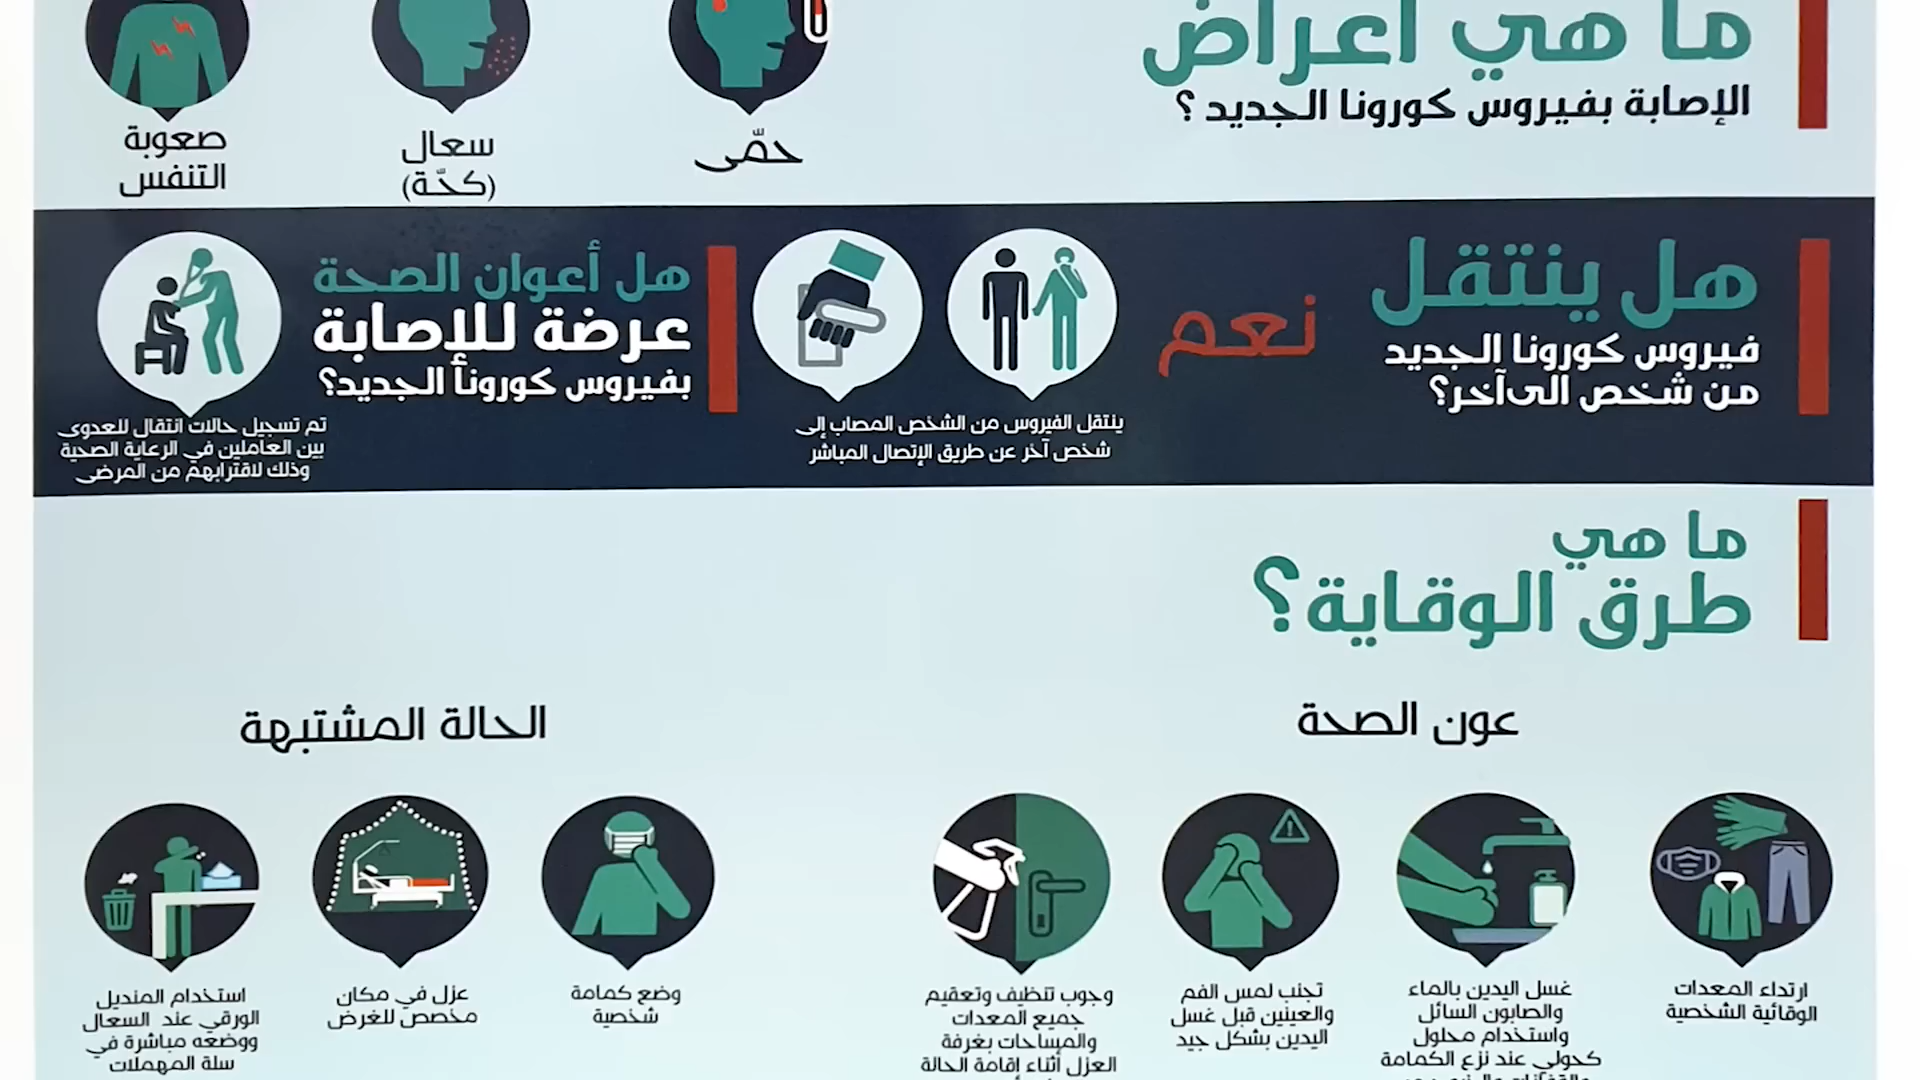 ما هي أعراض
الإصابة بفيروس كورونا الجديد ؟
حمّى
سعال
(كحّة)
صعوبة
التنفس
هل ينتقل
فيروس كورونا الجديد
من شخص الى آخر؟
نعم
ينتقل الفيروس من الشخص المصاب إلى
شخص آخر عن طريق الإتصال المباشر
هل أعوان الصحة
عرضة للإصابة
بفيروس كورونا الجديد؟
تم تسجيل حالات انتقال للعدوى
بين العاملين في الرعاية الصحية
وذلك لاقترابهم من المرضى
ما هي
طرق الوقاية؟
عون الصحة
ارتداء المعدات
الوقائية الشخصية
غسل اليدين بالماء
والصابون السائل
واستخدام محلول
كحولي عند نزع الكمامة
تجنب لمس الفم
والعينين قبل غسل
اليدين بشكل جيد
وجوب تنظيف وتعقيم
جميع المعدات
والمساحات بغرفة
العزل أثناء إقامة الحالة
الحالة المشتبهة
وضع كمامة
شخصية
عزل في مكان
مخصص للغرض
استخدام المنديل
الورقي عند السعال
ووضعه مباشرة في
سلة المهملات